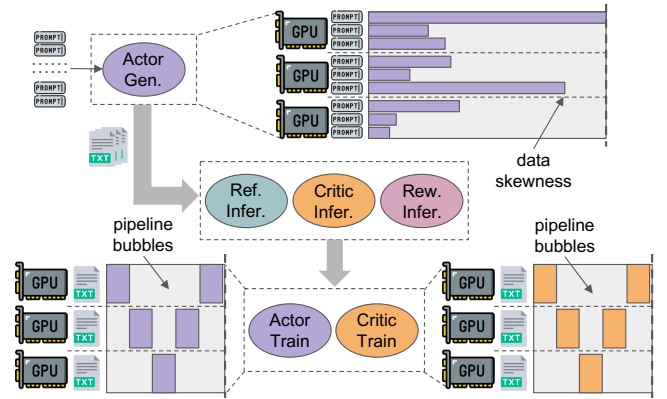 PROMPT
PROMPT
PROMPT
PROMPT
Actor
Gen.
GPU
PROMPT
PROMPT
PROMPT
GPU
PROMPT
PROMPT
PROMPT
GPU
PROMPT
PROMPT
PROMPT
data
skewness
TXT
Ref.
Infer.
Critic
Infer.
Rew.
Infer.
pipeline
bubbles
pipeline
bubbles
GPU
TXT
GPU
TXT
GPU
TXT
Actor
Train
Critic
Train
GPU
TXT
GPU
TXT
GPU
TXT